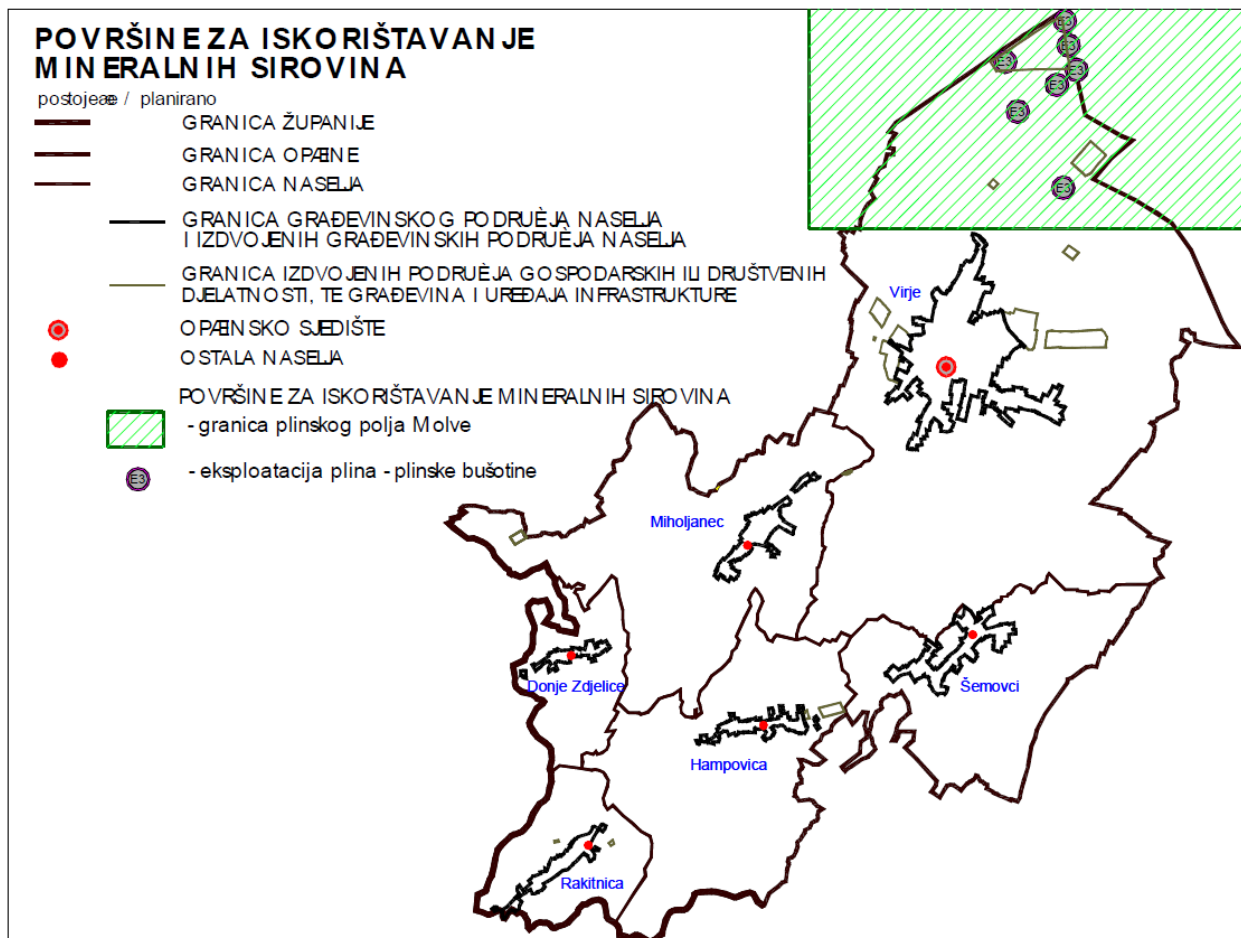 POVRŠINE ZA ISKORIŠTAVANJE
MINERALNIH SIROVINA
postojeæe / planirano
GRANICA ŽUPANIJE
GRANICA OPÆINE
GRANICA NASELJA
GRANICA GRAĐEVINSKOG PODRUÈJA NASELJA
I IZDVOJENIH GRAĐEVINSKIH PODRUÈJA NASELJA
GRANICA IZDVOJENIH PODRUÈJA GOSPODARSKIH ILI DRUŠTVENIH
DJELATNOSTI, TE GRAĐEVINA I UREĐAJA INFRASTRUKTURE
OPÆINSKO SJEDIŠTE
OSTALA NASELJA
POVRŠINE ZA ISKORIŠTAVANJE MINERALNIH SIROVINA
- granica plinskog polja Molve
E3 - eksploatacija plina - plinske bušotine
E3
E3
E3
E3
E3
E3
E3
Virje
Miholjanec
Donje Zdjelice
Šemovci
Hampovica
Rakitnica